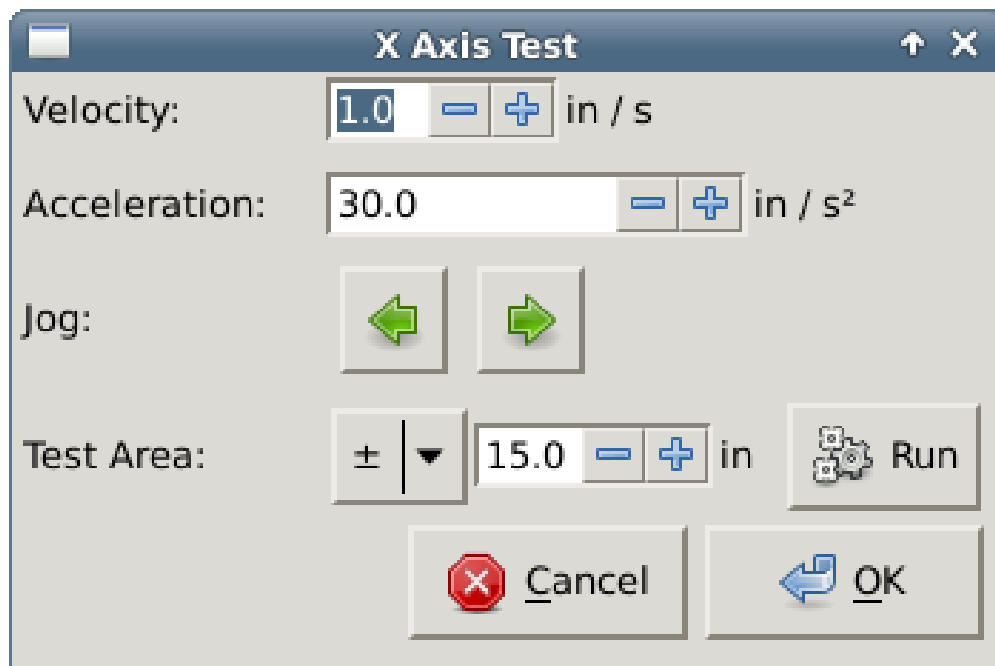 X Axis Test
Velocity: 1.0 in / s
Acceleration: 30.0 in / s²
Jog:
Test Area: ± 15.0 in Run
Cancel OK